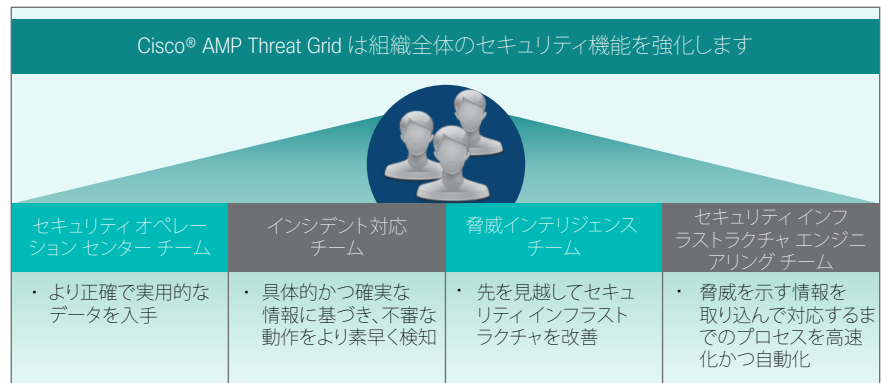 Cisco® AMP Threat Grid は組織全体のセキュリティ機能を強化します
セキュリティ オペレー
ション センター チーム
インシデント対応
チーム
脅威インテリジェンス
チーム
セキュリティ インフ
ラストラクチャ エンジニ
アリング チーム
・ より正確で実用的な
データを入手
・ 具体的かつ確実な
情報に基づき、不審な
動作をより素早く検知
・ 先を見越してセキュ
リティ インフラスト
ラクチャを改善
・ 脅威を示す情報を
取り込んで対応するま
でのプロセスを高速
化かつ自動化